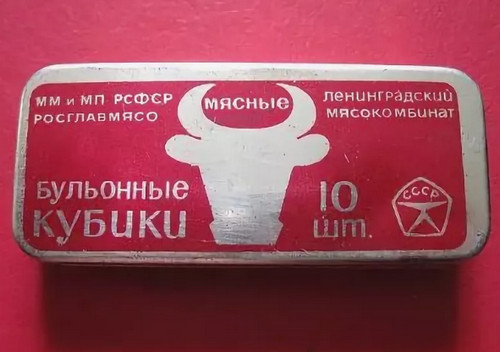 ММ и МП РСФСР
РОСГЛАВМЯСО
МЯСНЫЕ
ЛЕНИНГРАДСКИЙ
МЯСОКОМБИНАТ
БУЛЬОННЫЕ
КУБИКИ
10
шт.
СССР